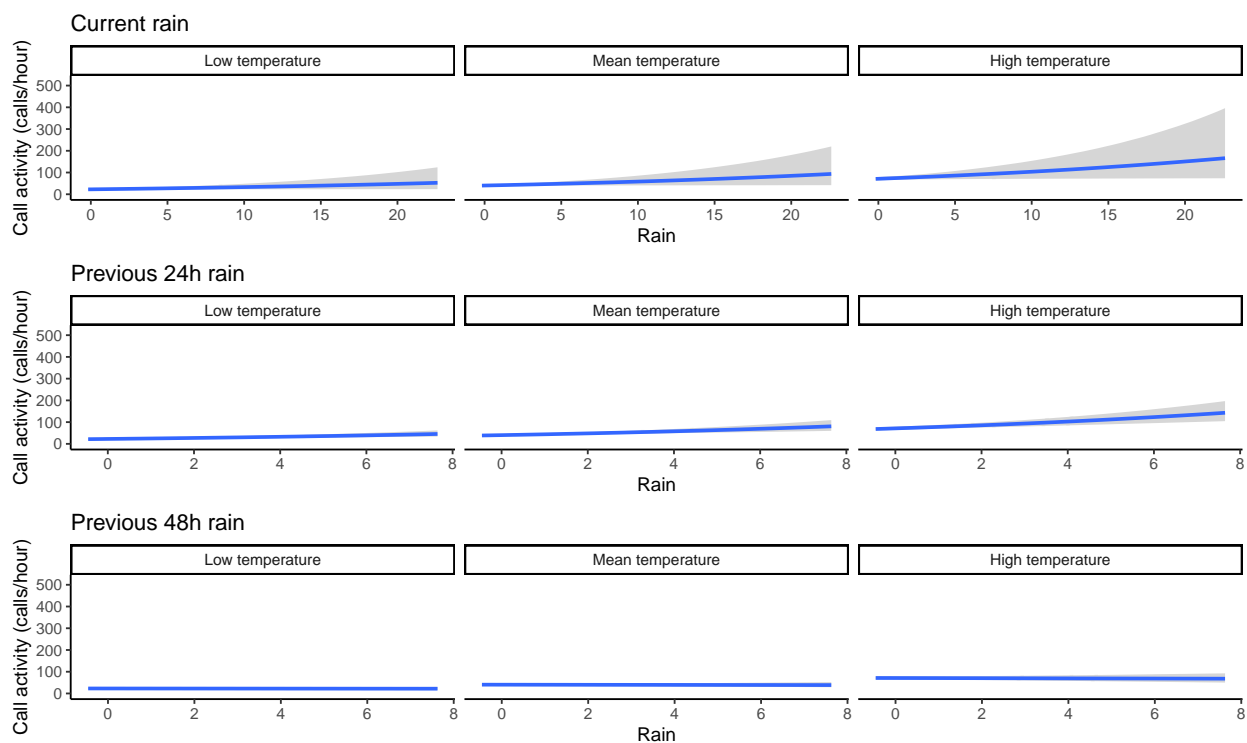 Current rain
Call activity (calls/hour)
Low temperature
Mean temperature
High temperature
500
400
300
200
100
0
0 5 10 15 20
0 5 10 15 20
0 5 10 15 20
Rain
Previous 24h rain
Call activity (calls/hour)
Low temperature
Mean temperature
High temperature
500
400
300
200
100
0
0 2 4 6 8
0 2 4 6 8
0 2 4 6 8
Rain
Previous 48h rain
Call activity (calls/hour)
Low temperature
Mean temperature
High temperature
500
400
300
200
100
0
0 2 4 6 8
0 2 4 6 8
0 2 4 6 8
Rain